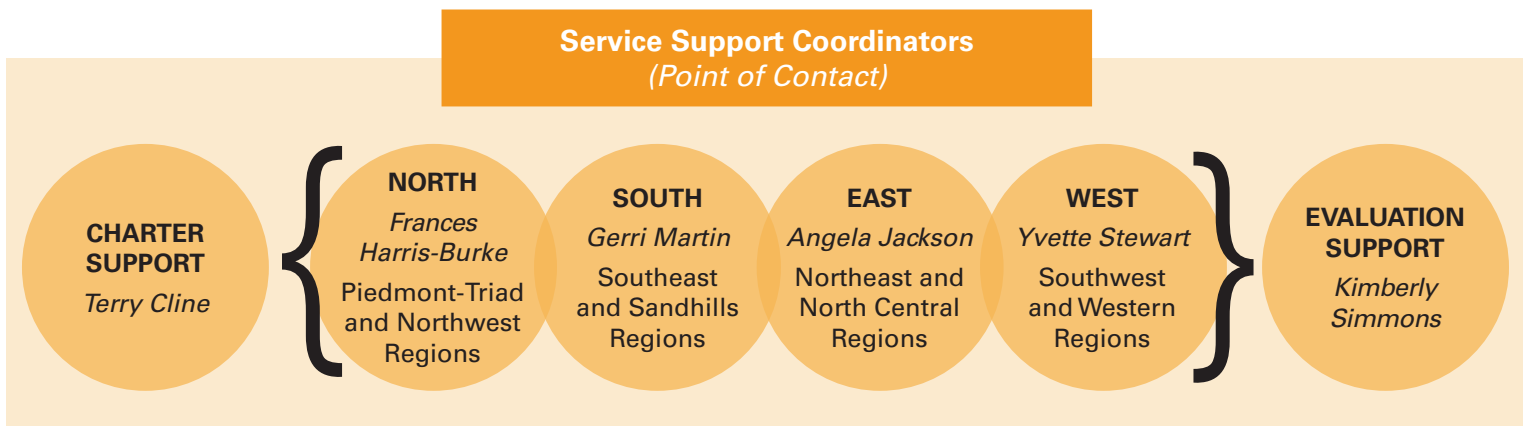 Service Support Coordinators
(Point of Contact)
CHARTER
SUPPORT
Terry Cline
{
NORTH
Frances
Harris-Burke
Piedmont-Triad
and Northwest
Regions
SOUTH
Gerri Martin
Southeast
and Sandhills
Regions
EAST
Angela Jackson
Northeast and
North Central
Regions
WEST
Yvette Stewart
Southwest
and Western
Regions
}
EVALUATION
SUPPORT
Kimberly
Simmons